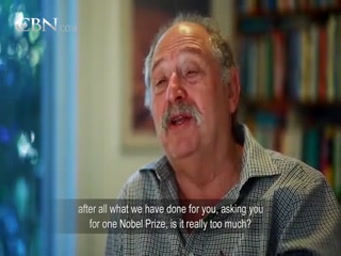 CBN.com
after all what we have done for you, asking you
for one Nobel Prize, is it really too much?